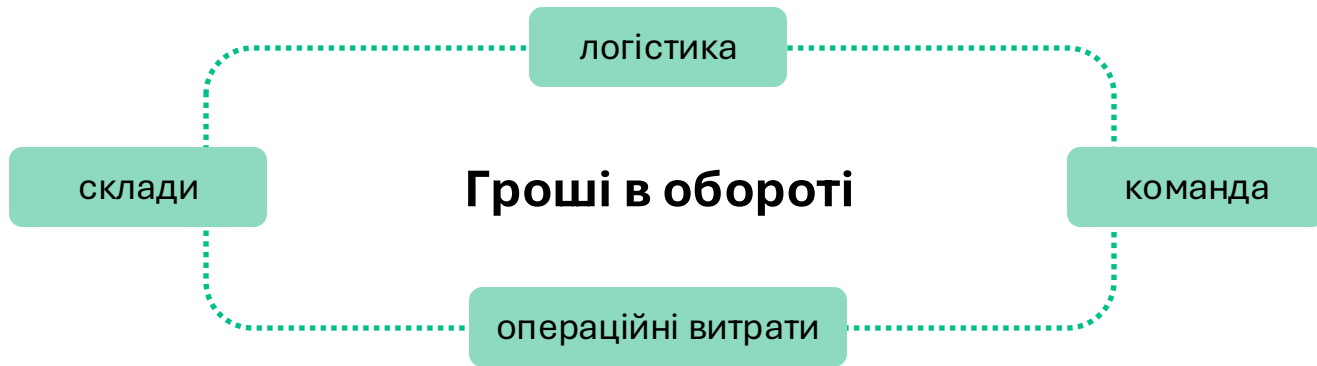 логістика
склади
Гроші в обороті
команда
операційні витрати